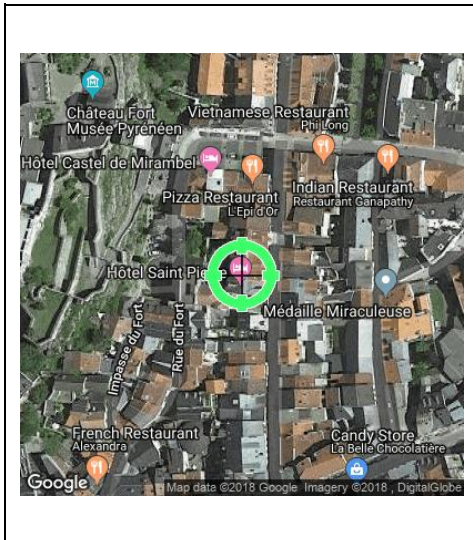 Château Fort
Musée Pyrénéen
Vietnamese Restaurant
Phi Long
Hôtel Castel de Mirambel
Pizza Restaurant
L'Epi d'Or
Indian Restaurant
Restaurant Ganapathy
Hôtel Saint Pierre
Médaille Miraculeuse
Impasse du Fort
Rue du Fort
French Restaurant
Alexandra
Candy Store
La Belle Chocolatière
Google
Map data ©2018 Google Imagery ©2018 , DigitalGlobe